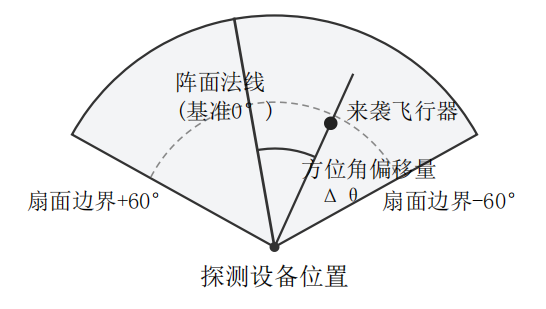 阵面法线
(基准0°)
来袭飞行器
方位角偏移量
Δ θ
扇面边界+60°
扇面边界-60°
探测设备位置